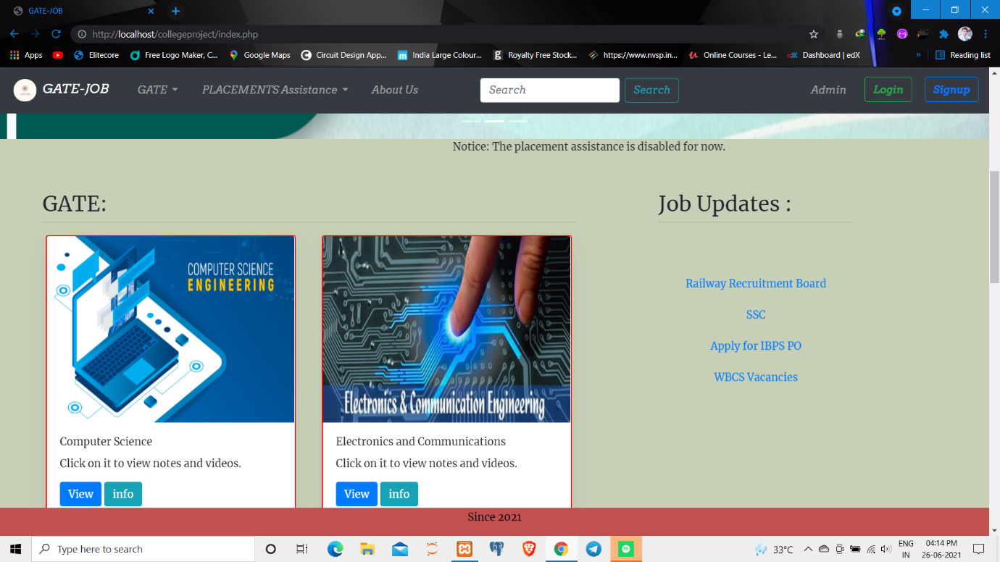 GATE-JOB
http://localhost/collegeproject/index.php
Apps Elitecore Free Logo Maker, C... Google Maps Circuit Design App... India Large Colour... Royalty Free Stock... https://www.nvsp.in... Online Courses - Le... Dashboard | edX » Reading list
GATE-JOB GATE PLACEMENTS Assistance About Us Search Search Admin Login Signup
Notice: The placement assistance is disabled for now.
GATE:
Job Updates :
COMPUTER SCIENCE
ENGINEERING
Electronics & Communication Engineering
Computer Science
Click on it to view notes and videos.
View info
Electronics and Communications
Click on it to view notes and videos.
View info
Railway Recruitment Board
SSC
Apply for IBPS PO
WBCS Vacancies
Since 2021
Type here to search
33°C
ENG
IN
04:14 PM
26-06-2021